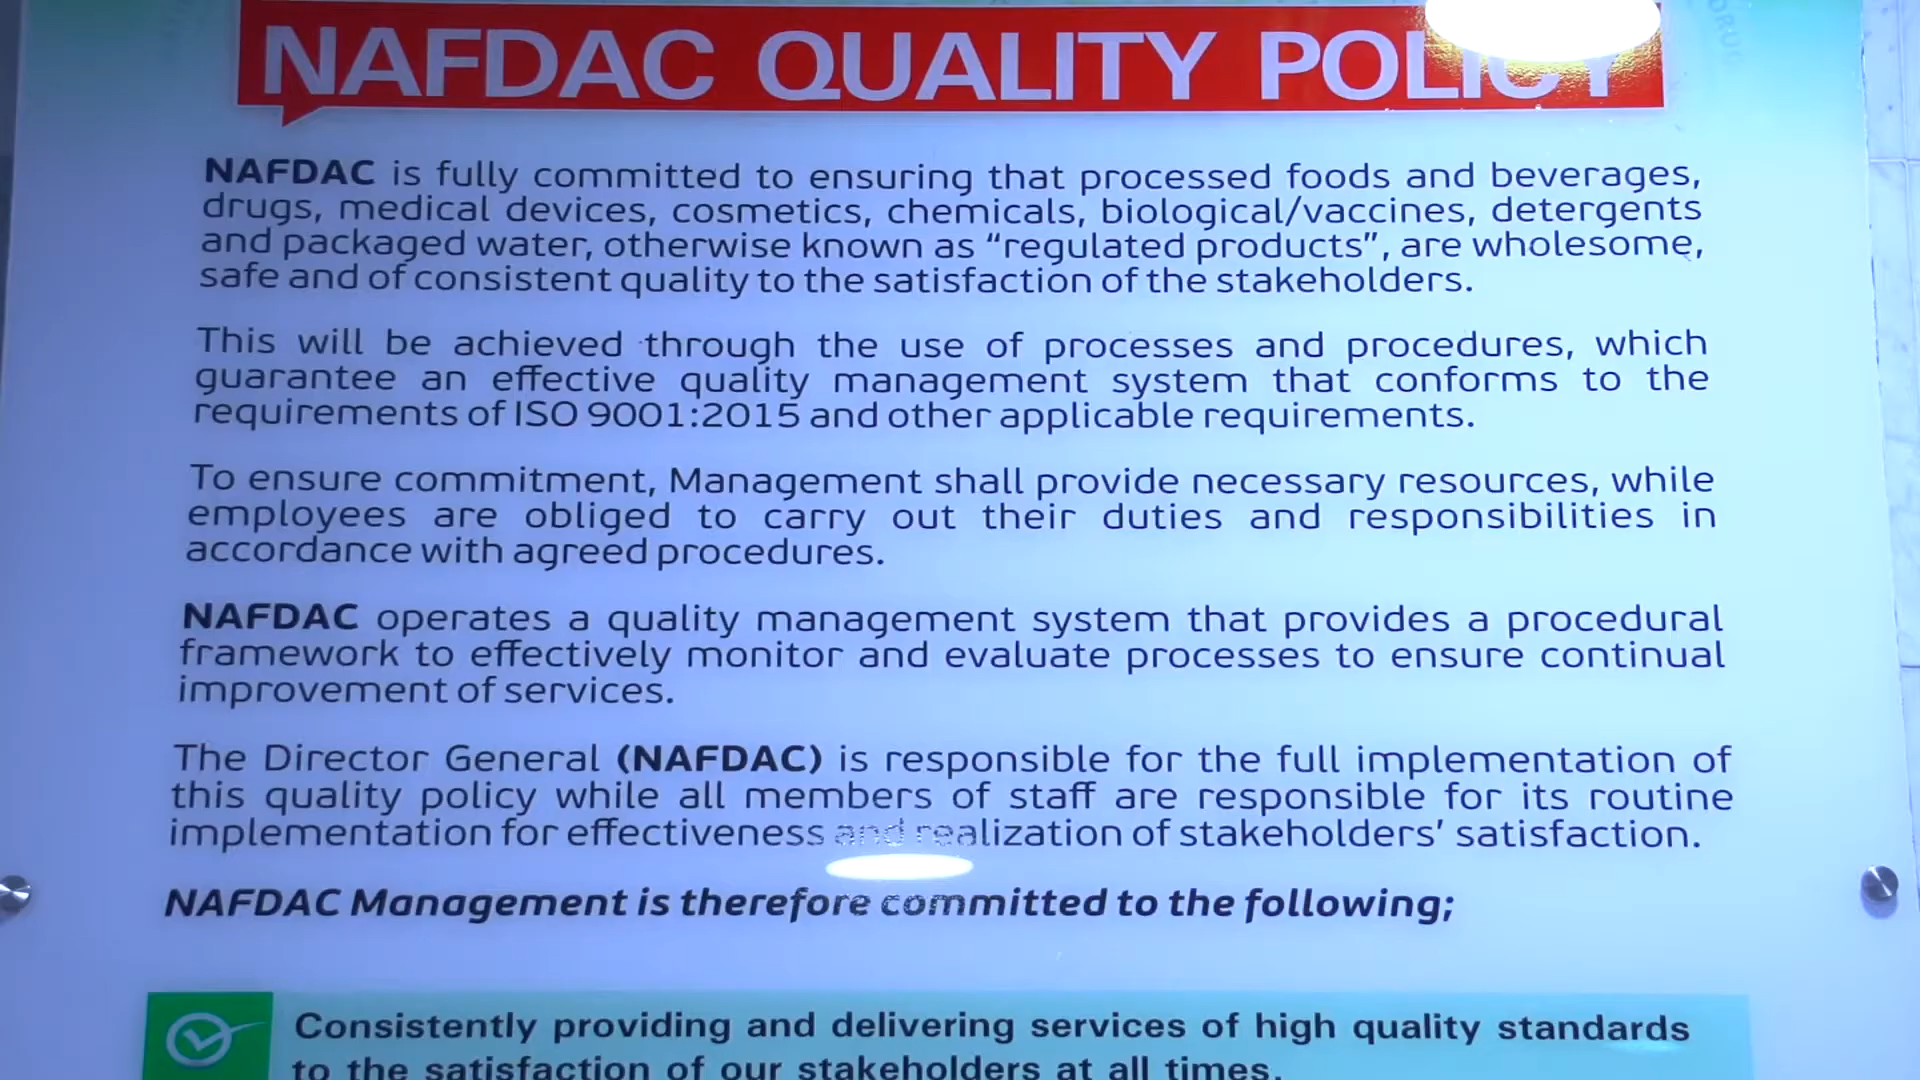 NAFDAC QUALITY POLICY
NAFDAC is fully committed to ensuring that processed foods and beverages,
drugs, medical devices, cosmetics, chemicals, biological/vaccines, detergents
and packaged water, otherwise known as “regulated products”, are wholesome,
safe and of consistent quality to the satisfaction of the stakeholders.
This will be achieved through the use of processes and procedures, which
guarantee an effective quality management system that conforms to the
requirements of ISO 9001:2015 and other applicable requirements.
To ensure commitment, Management shall provide necessary resources, while
employees are obliged to carry out their duties and responsibilities in
accordance with agreed procedures.
NAFDAC operates a quality management system that provides a procedural
framework to effectively monitor and evaluate processes to ensure continual
improvement of services.
The Director General (NAFDAC) is responsible for the full implementation of
this quality policy while all members of staff are responsible for its routine
implementation for effectiveness and realization of stakeholders’ satisfaction.
NAFDAC Management is therefore committed to the following;
Consistently providing and delivering services of high quality standards
to the satisfaction of our stakeholders at all times.